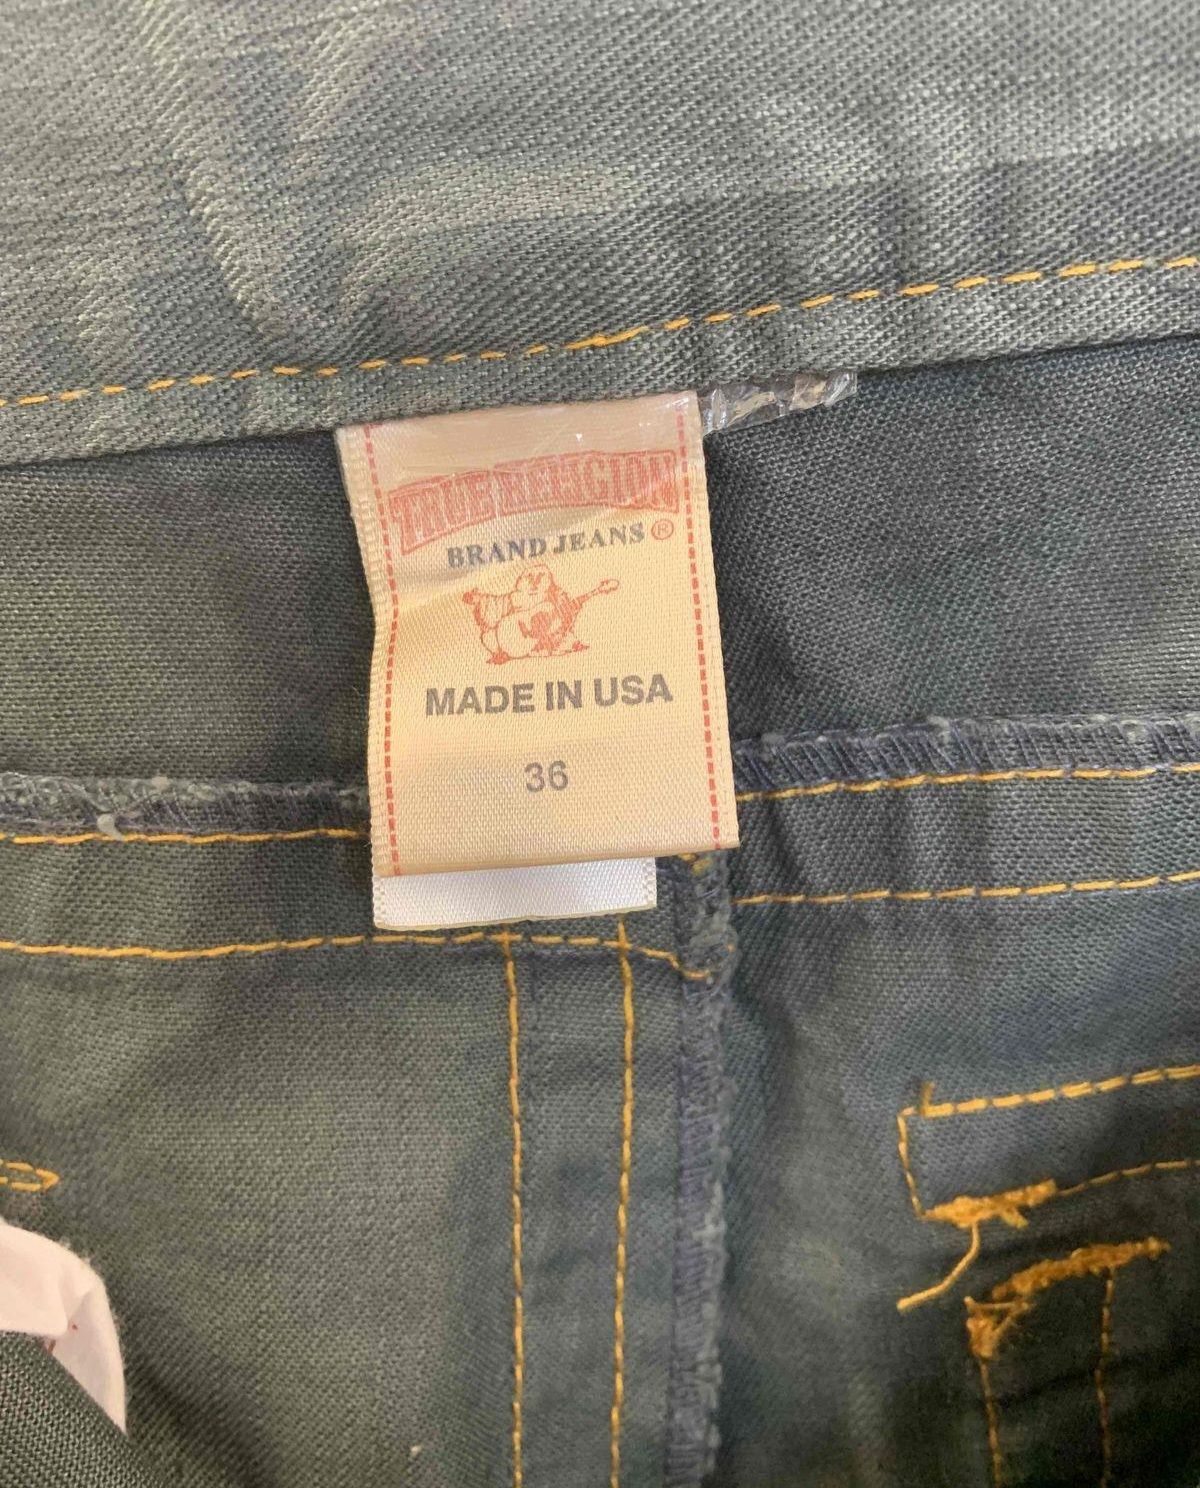 TRUE RELIGION
BRAND JEANS®
MADE IN USA
36